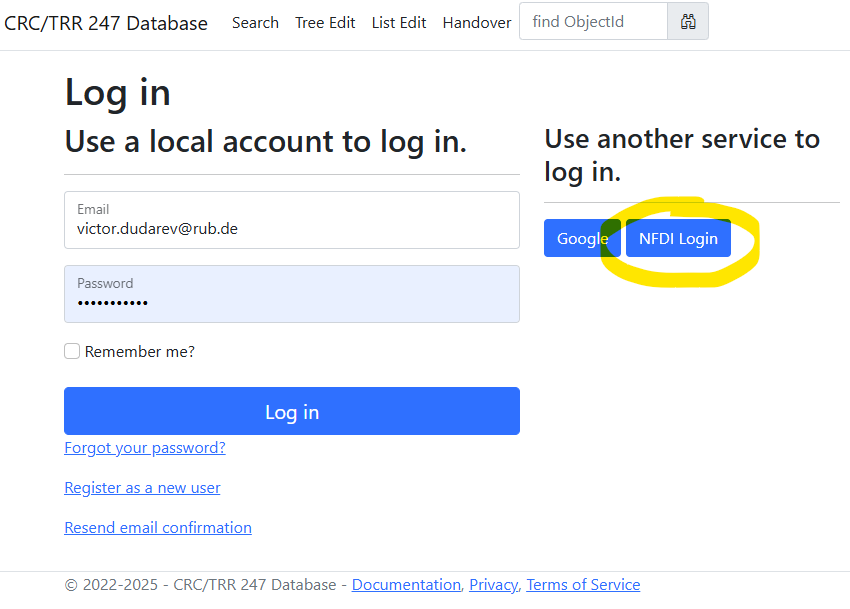 CRC/TRR 247 Database Search Tree Edit List Edit Handover find ObjectId
Log in
Use a local account to log in.
Email
victor.dudarev@rub.de
Password
•••••••••••
Remember me?
Log in
Forgot your password?
Register as a new user
Resend email confirmation
Use another service to
log in.
Google NFDI Login
© 2022-2025 - CRC/TRR 247 Database - Documentation, Privacy, Terms of Service